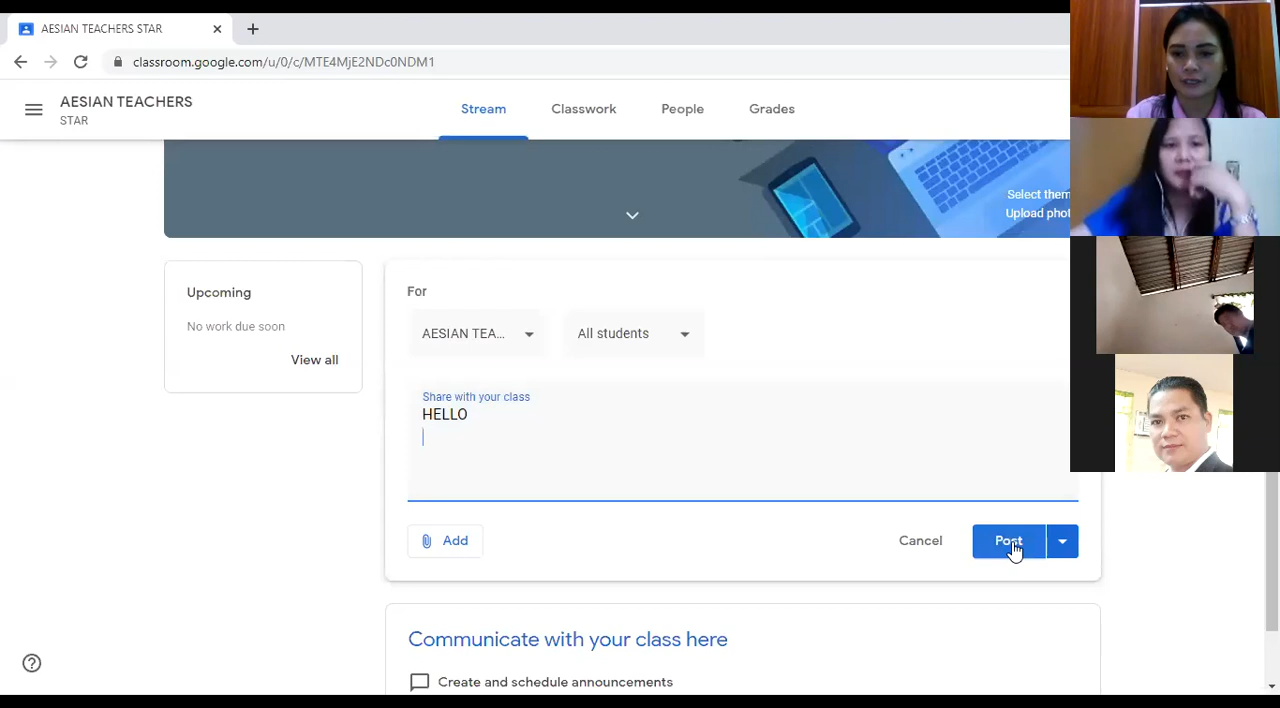 AESIAN TEACHERS STAR
classroom.google.com/u/0/c/MTE4MjE2NDc0NDM1
AESIAN TEACHERS
STAR
Stream
Classwork
People
Grades
Select them
Upload phot
Upcoming
No work due soon
View all
For
AESIAN TEA...
All students
Share with your class
HELLO
Add
Cancel
Post
Communicate with your class here
Create and schedule announcements